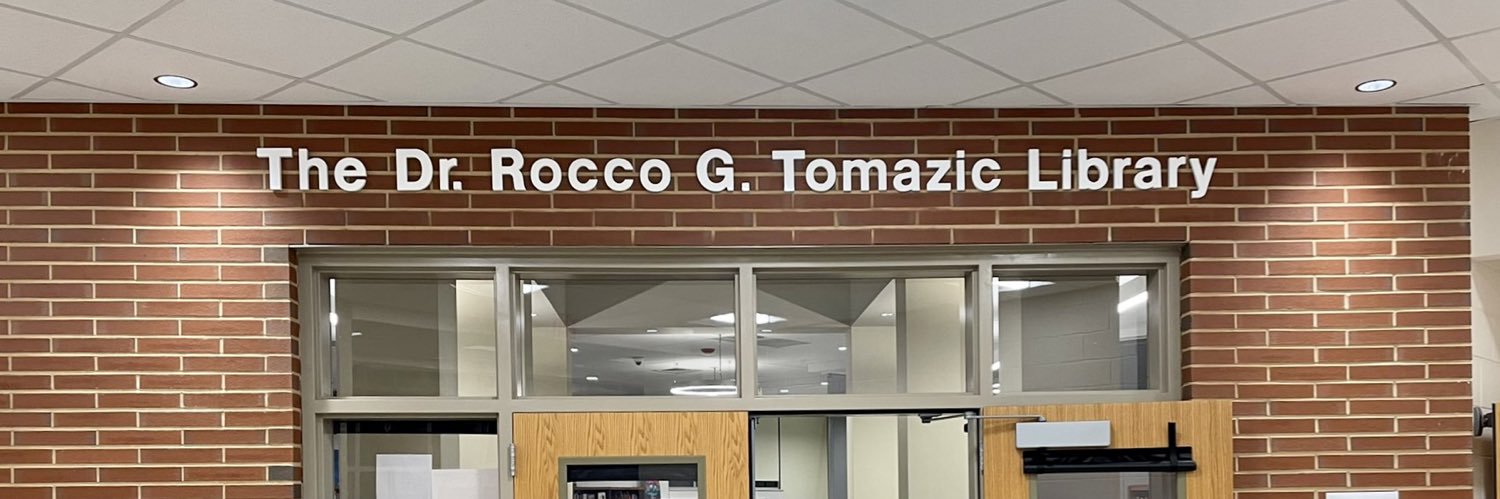 The Dr. Rocco G. Tomazic Library